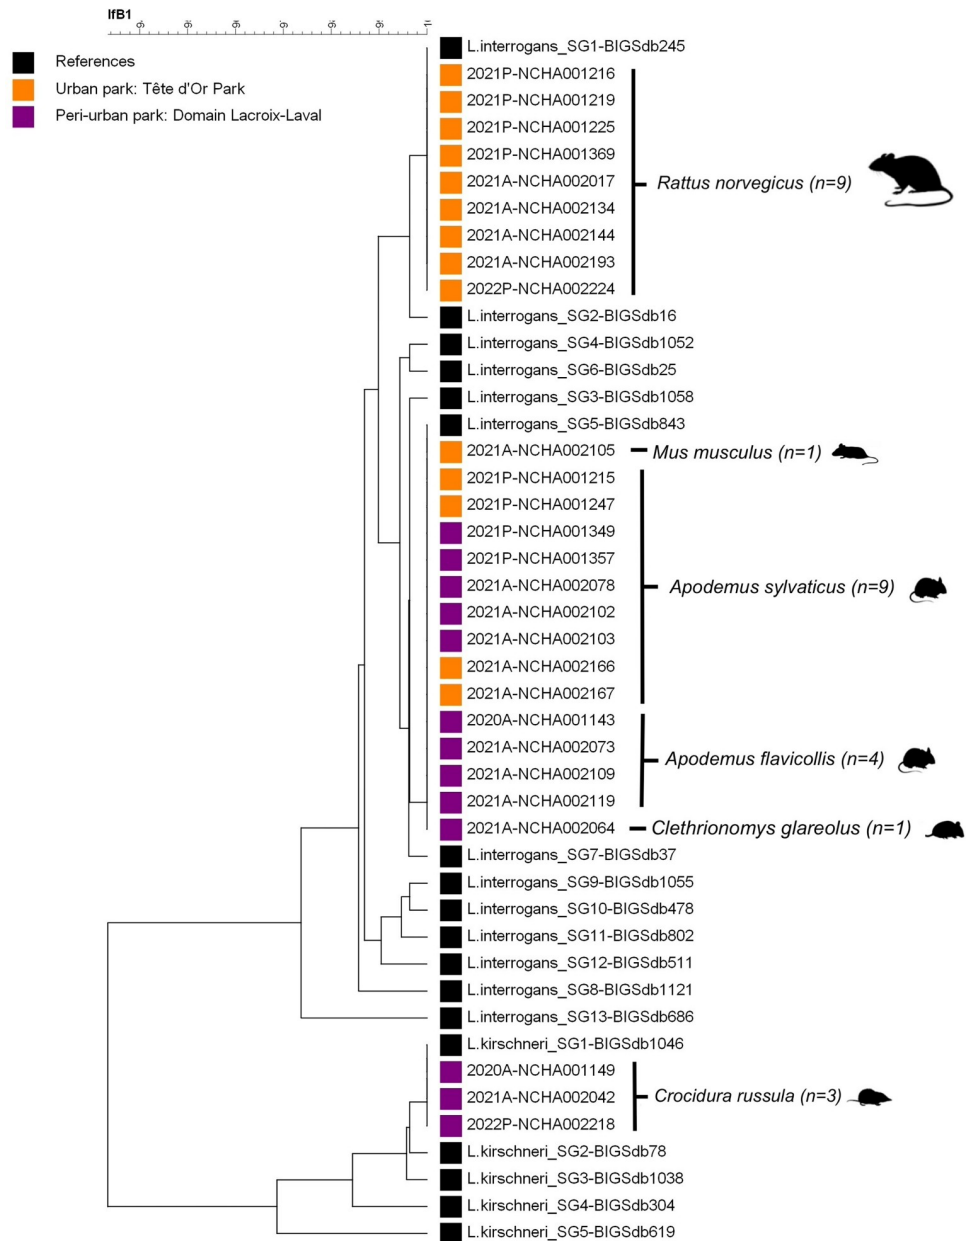 lfB1
References
Urban park: Tête d'Or Park
Peri-urban park: Domain Lacroix-Laval
L.interrogans_SG1-BIGSdb245
2021P-NCHA001216
2021P-NCHA001219
2021P-NCHA001225
2021P-NCHA001369
2021A-NCHA002017
2021A-NCHA002134
2021A-NCHA002144
2021A-NCHA002193
2022P-NCHA002224
Rattus norvegicus (n=9)
L.interrogans_SG2-BIGSdb16
L.interrogans_SG4-BIGSdb1052
L.interrogans_SG6-BIGSdb25
L.interrogans_SG3-BIGSdb1058
L.interrogans_SG5-BIGSdb843
2021A-NCHA002105
Mus musculus (n=1)
2021P-NCHA001215
2021P-NCHA001247
2021P-NCHA001349
2021P-NCHA001357
2021A-NCHA002078
2021A-NCHA002102
2021A-NCHA002103
2021A-NCHA002166
2021A-NCHA002167
Apodemus sylvaticus (n=9)
2020A-NCHA001143
2021A-NCHA002073
2021A-NCHA002109
2021A-NCHA002119
Apodemus flavicollis (n=4)
2021A-NCHA002064
Clethrionomys glareolus (n=1)
L.interrogans_SG7-BIGSdb37
L.interrogans_SG9-BIGSdb1055
L.interrogans_SG10-BIGSdb478
L.interrogans_SG11-BIGSdb802
L.interrogans_SG12-BIGSdb511
L.interrogans_SG8-BIGSdb1121
L.interrogans_SG13-BIGSdb686
L.kirschneri_SG1-BIGSdb1046
2020A-NCHA001149
2021A-NCHA002042
2022P-NCHA002218
Crocidura russula (n=3)
L.kirschneri_SG2-BIGSdb78
L.kirschneri_SG3-BIGSdb1038
L.kirschneri_SG4-BIGSdb304
L.kirschneri_SG5-BIGSdb619